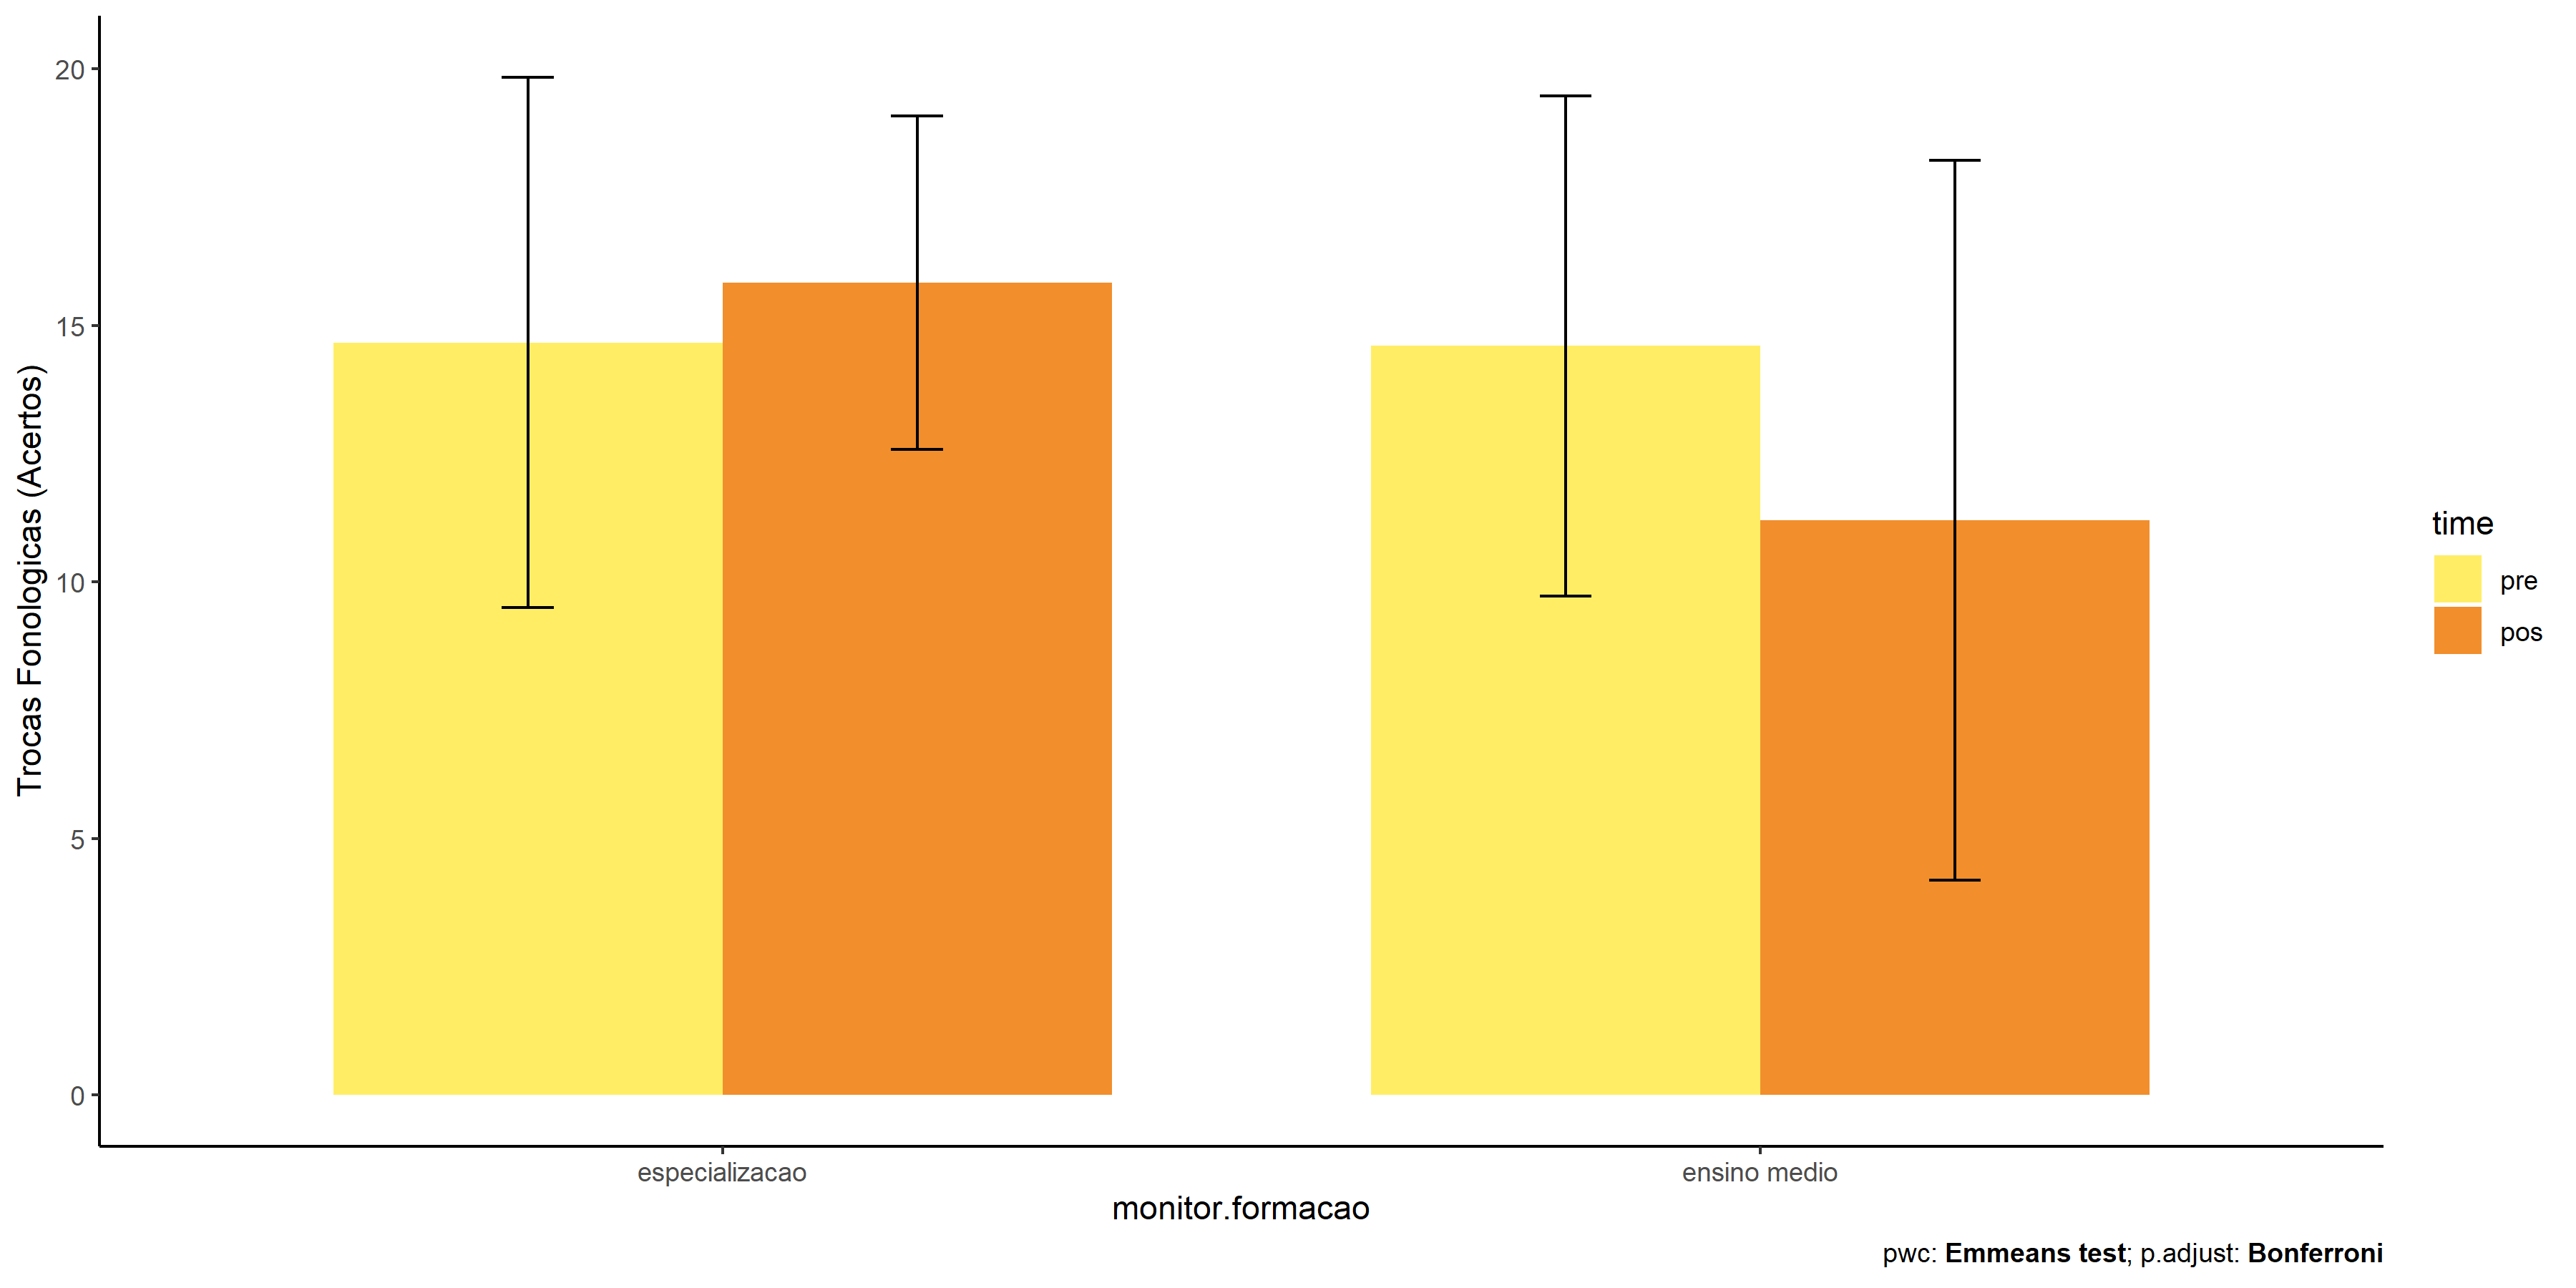 Trocas Fonologicas (Acertos)
20
15
10
5
0
especializacao
ensino medio
monitor.formacao
time
pre
pos
pwc: Emmeans test; p.adjust: Bonferroni